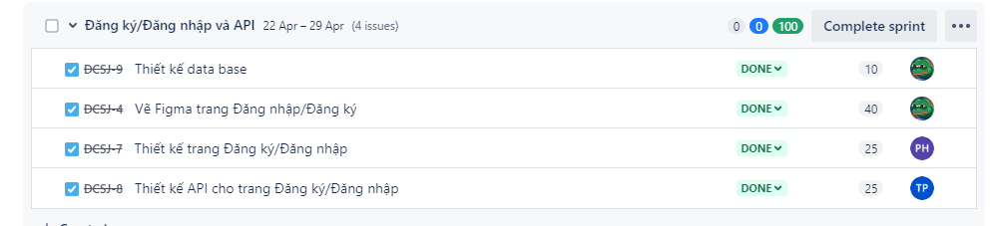 Đăng ký/Đăng nhập và API 22 Apr – 29 Apr (4 issues) 0 0 100 Complete sprint
DCSJ-9 Thiết kế data base DONE 10
DCSJ-4 Vẽ Figma trang Đăng nhập/Đăng ký DONE 40
DCSJ-7 Thiết kế trang Đăng ký/Đăng nhập DONE 25 PH
DCSJ-8 Thiết kế API cho trang Đăng ký/Đăng nhập DONE 25 TP